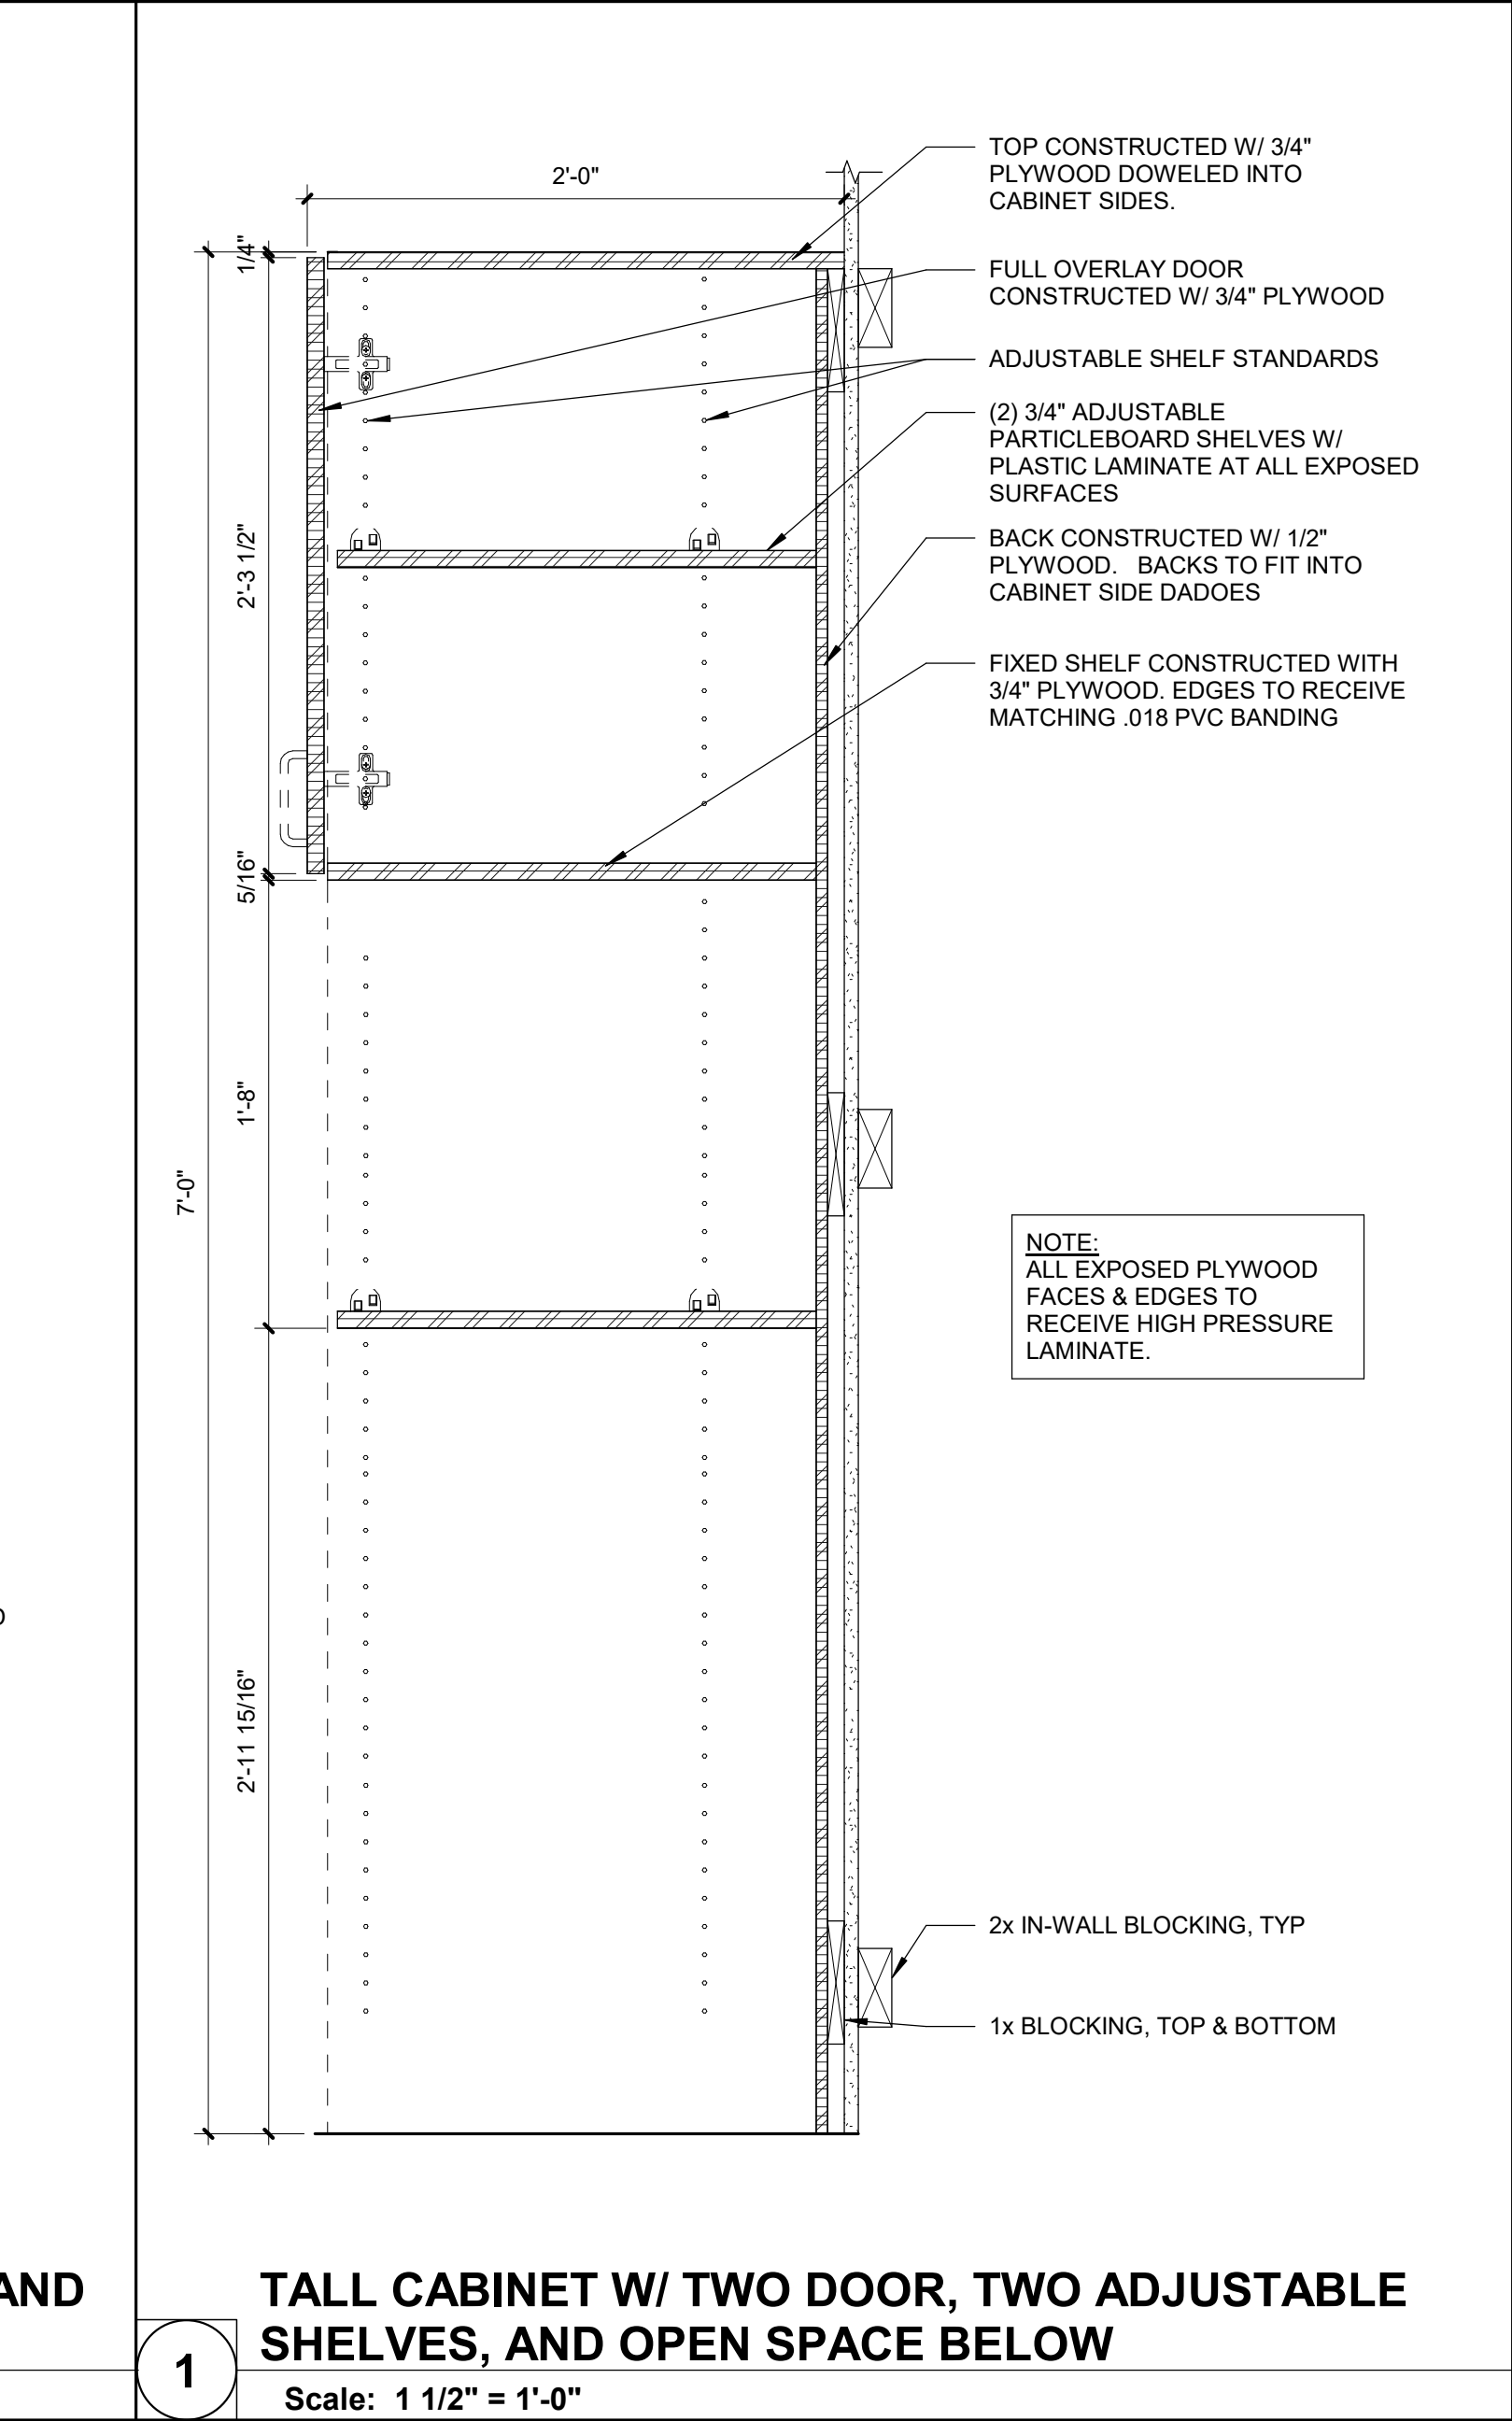 2'-0"
TOP CONSTRUCTED W/ 3/4"
PLYWOOD DOWELED INTO
CABINET SIDES.
1/4"
FULL OVERLAY DOOR
CONSTRUCTED W/ 3/4" PLYWOOD
ADJUSTABLE SHELF STANDARDS
(2) 3/4" ADJUSTABLE
PARTICLEBOARD SHELVES W/
PLASTIC LAMINATE AT ALL EXPOSED
SURFACES
2'-3 1/2"
BACK CONSTRUCTED W/ 1/2"
PLYWOOD. BACKS TO FIT INTO
CABINET SIDE DADOES
FIXED SHELF CONSTRUCTED WITH
3/4" PLYWOOD. EDGES TO RECEIVE
MATCHING .018 PVC BANDING
5/16"
1'-8"
7'-0"
NOTE:
ALL EXPOSED PLYWOOD
FACES & EDGES TO
RECEIVE HIGH PRESSURE
LAMINATE.
2'-11 15/16"
2x IN-WALL BLOCKING, TYP
1x BLOCKING, TOP & BOTTOM
AND
TALL CABINET W/ TWO DOOR, TWO ADJUSTABLE
SHELVES, AND OPEN SPACE BELOW
1
Scale: 1 1/2" = 1'-0"